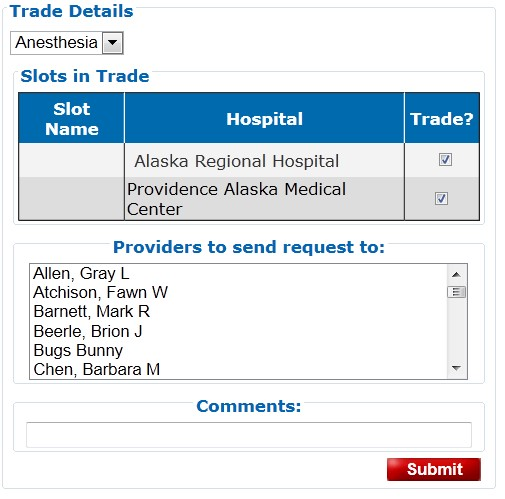 Trade Details
Anesthesia
Slots in Trade
Slot Name
Hospital
Trade?
Alaska Regional Hospital
Providence Alaska Medical
Center
Providers to send request to:
Allen, Gray L
Atchison, Fawn W
Barnett, Mark R
Beerle, Brion J
Bugs Bunny
Chen, Barbara M
Comments:
Submit